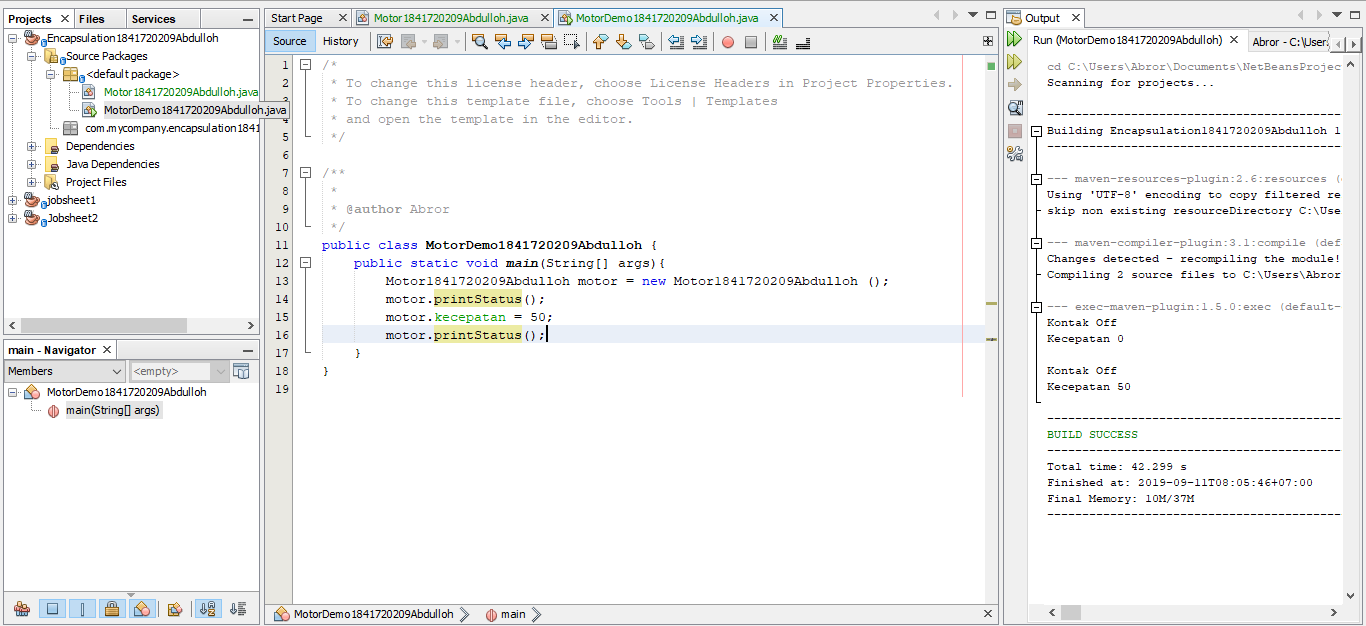 Projects
Files
Services
Encapsulation1841720209Abdulloh
Source Packages
<default package>
Motor1841720209Abdulloh.java
MotorDemo1841720209Abdulloh.java
com.mycompany.encapsulation1841
Dependencies
Java Dependencies
Project Files
jobsheet1
Jobsheet2
main - Navigator
Members
<empty>
MotorDemo1841720209Abdulloh
main(String[] args)
Start Page
Motor1841720209Abdulloh.java
MotorDemo1841720209Abdulloh.java
Source
History
1 /*
2 * To change this license header, choose License Headers in Project Properties.
3 * To change this template file, choose Tools | Templates
4 * and open the template in the editor.
5 */
6
7 /**
8 *
9 * @author Abror
10 */
11 public class MotorDemo1841720209Abdulloh {
12 public static void main(String[] args){
13 Motor1841720209Abdulloh motor = new Motor1841720209Abdulloh ();
14 motor.printStatus();
15 motor.kecepatan = 50;
16 motor.printStatus();
17 }
18 }
19
MotorDemo1841720209Abdulloh
main
Output
Run (MotorDemo1841720209Abdulloh)
Abror - C:\Users
cd C:\Users\Abror\Documents\NetBeansProjec
Scanning for projects...
------------------------------------------
Building Encapsulation1841720209Abdulloh 1
------------------------------------------
--- maven-resources-plugin:2.6:resources (
Using 'UTF-8' encoding to copy filtered re
skip non existing resourceDirectory C:\Use
--- maven-compiler-plugin:3.1:compile (def
Changes detected - recompiling the module!
Compiling 2 source files to C:\Users\Abror
--- exec-maven-plugin:1.5.0:exec (default-
Kontak Off
Kecepatan 0
Kontak Off
Kecepatan 50
------------------------------------------
BUILD SUCCESS
------------------------------------------
Total time: 42.299 s
Finished at: 2019-09-11T08:05:46+07:00
Final Memory: 10M/37M
------------------------------------------